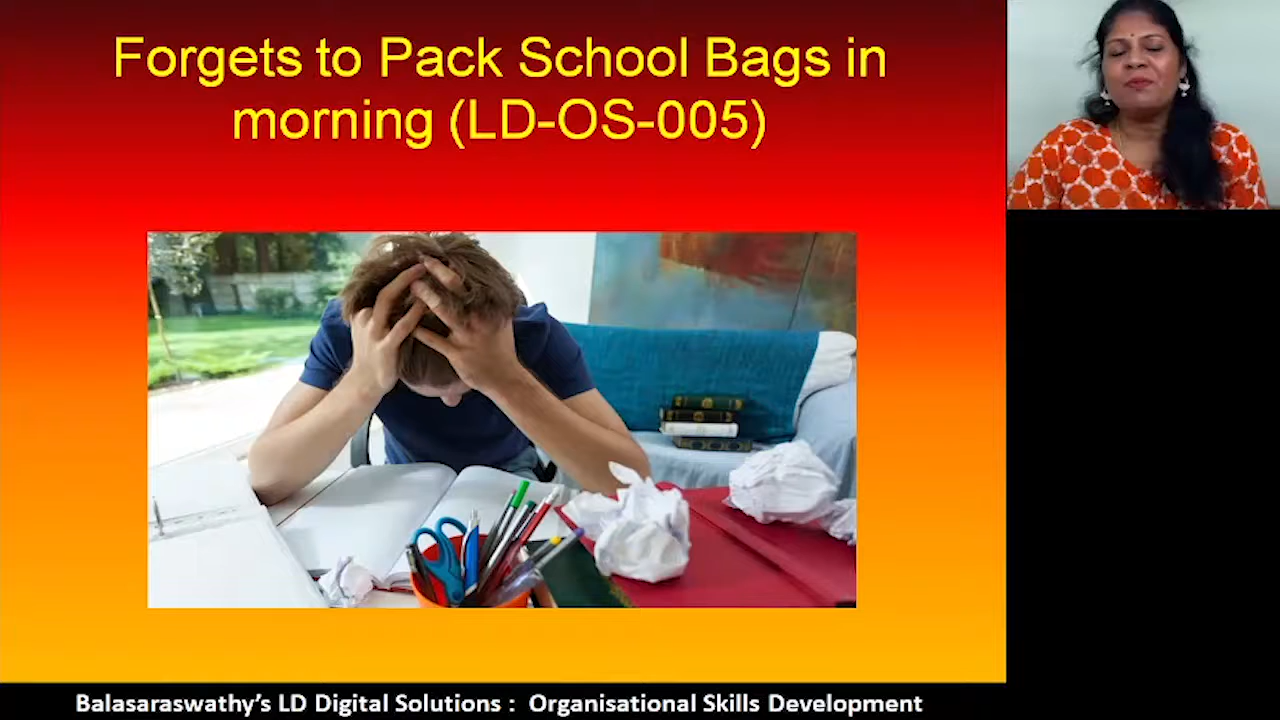 Forgets to Pack School Bags in
morning (LD-OS-005)
Balasaraswathy's LD Digital Solutions : Organisational Skills Development